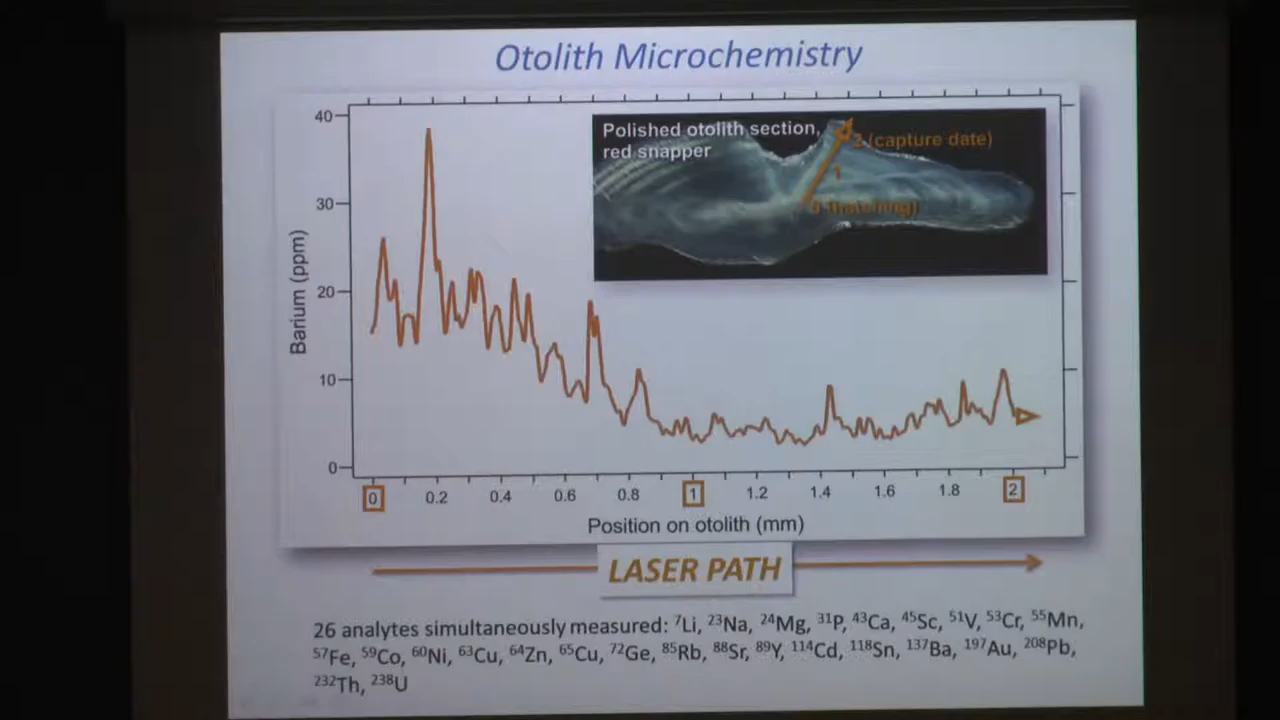 Otolith Microchemistry
40
30
20
10
0
Barium (ppm)
Polished otolith section,
red snapper
2 (capture date)
1
0 (hatching)
0 0.2 0.4 0.6 0.8 1 1.2 1.4 1.6 1.8 2
Position on otolith (mm)
LASER PATH
26 analytes simultaneously measured: ⁷Li, ²³Na, ²⁴Mg, ³¹P, ⁴³Ca, ⁴⁵Sc, ⁵¹V, ⁵³Cr, ⁵⁵Mn,
⁵⁷Fe, ⁵⁹Co, ⁶⁰Ni, ⁶³Cu, ⁶⁴Zn, ⁶⁵Cu, ⁷²Ge, ⁸⁵Rb, ⁸⁸Sr, ⁸⁹Y, ¹¹⁴Cd, ¹¹⁸Sn, ¹³⁷Ba, ¹⁹⁷Au, ²⁰⁸Pb,
²³²Th, ²³⁸U